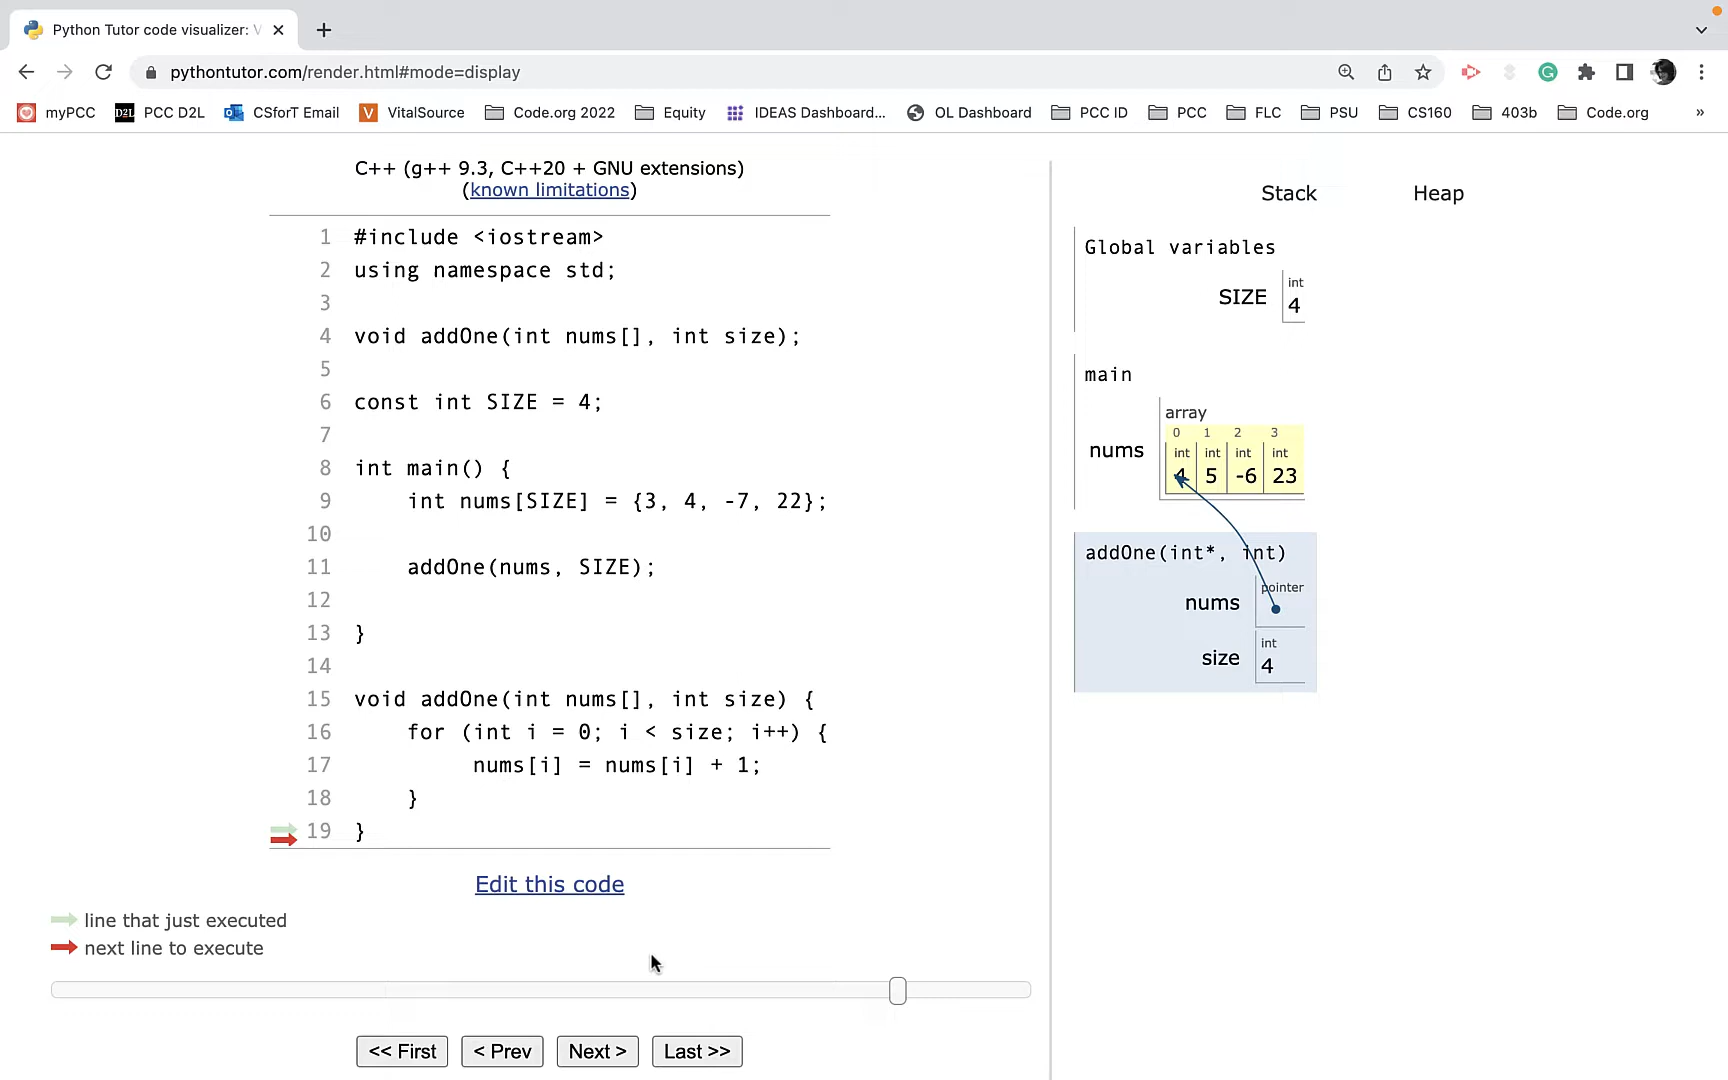 Python Tutor code visualizer: V
pythontutor.com/render.html#mode=display
myPCC PCC D2L CSforT Email VitalSource Code.org 2022 Equity IDEAS Dashboard... OL Dashboard PCC ID PCC FLC PSU CS160 403b Code.org »
C++ (g++ 9.3, C++20 + GNU extensions)
(known limitations)
1 #include <iostream>
2 using namespace std;
3
4 void addOne(int nums[], int size);
5
6 const int SIZE = 4;
7
8 int main() {
9 int nums[SIZE] = {3, 4, -7, 22};
10
11 addOne(nums, SIZE);
12
13 }
14
15 void addOne(int nums[], int size) {
16 for (int i = 0; i < size; i++) {
17 nums[i] = nums[i] + 1;
18 }
19 }
Edit this code
line that just executed
next line to execute
<< First < Prev Next > Last >>
Stack Heap
Global variables
int
SIZE 4
main
array
0 1 2 3
int int int int
nums 4 5 -6 23
addOne(int*, int)
pointer
nums
int
size 4